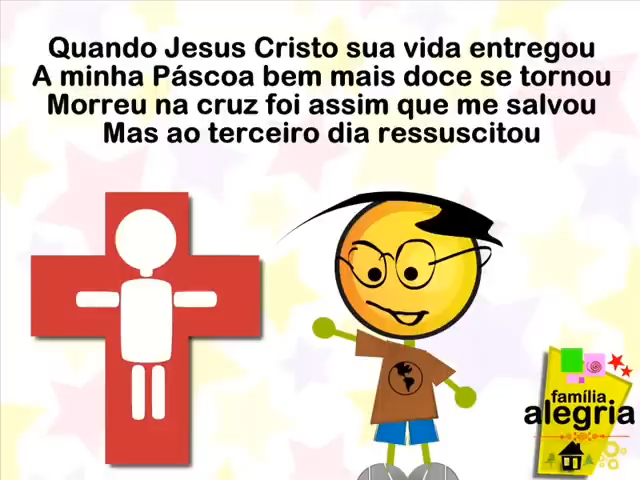 Quando Jesus Cristo sua vida entregou
A minha Páscoa bem mais doce se tornou
Morreu na cruz foi assim que me salvou
Mas ao terceiro dia ressuscitou
família
alegria